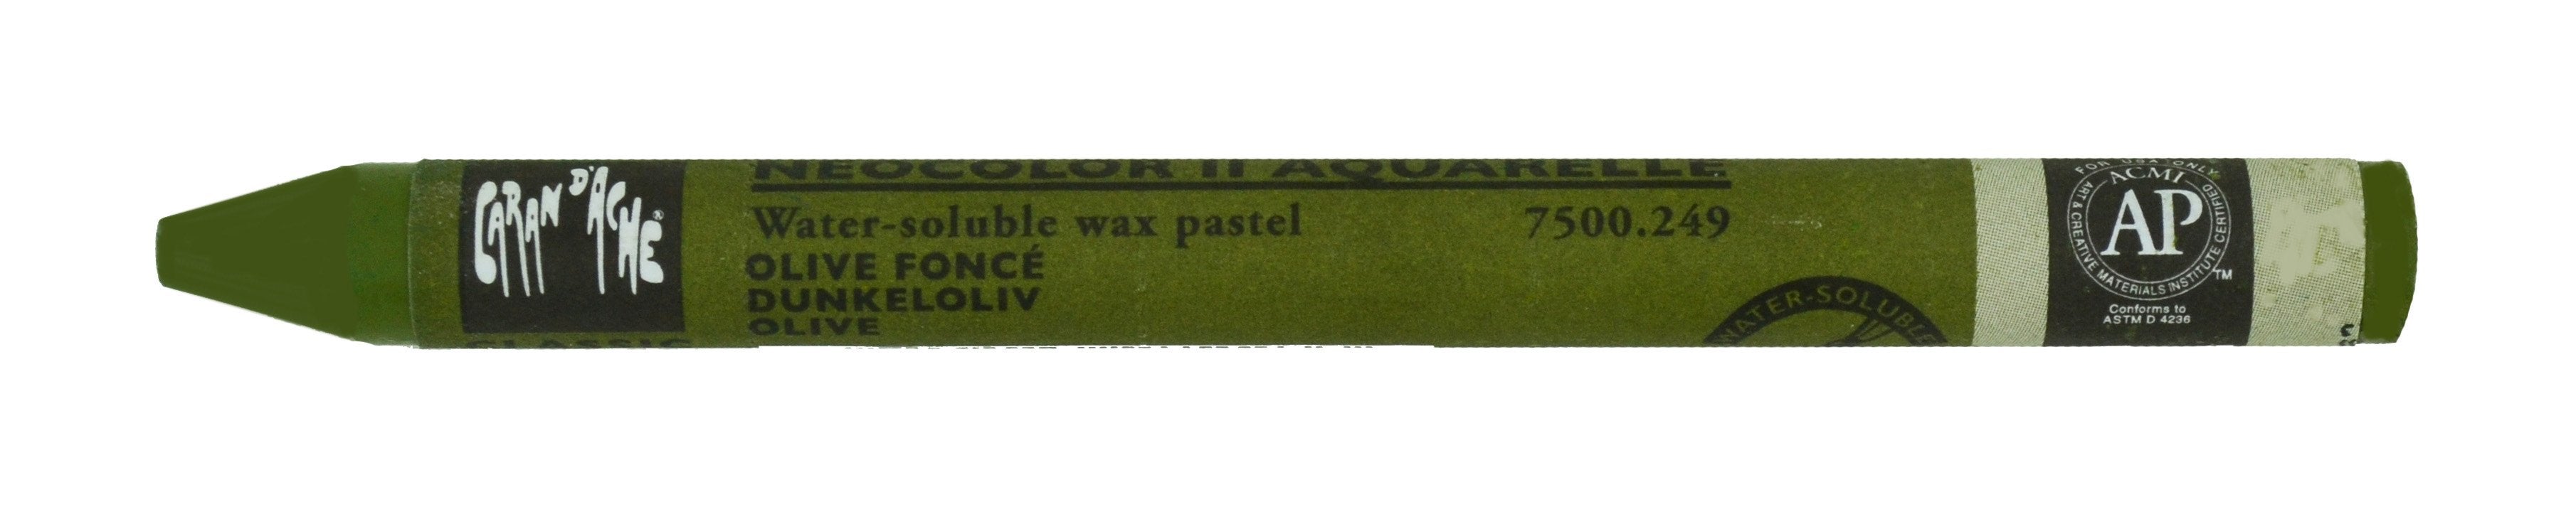 CARAN D'ACHE®
CLASSIC
NEOCOLOR II AQUARELLE
Water-soluble wax pastel 7500.249
OLIVE FONCÉ
DUNKELOLIV
OLIVE
WATER-SOLUBLE
FOR USA ONLY
ACMI
AP
ART & CREATIVE MATERIALS INSTITUTE CERTIFIED
TM
Conforms to
ASTM D 4236